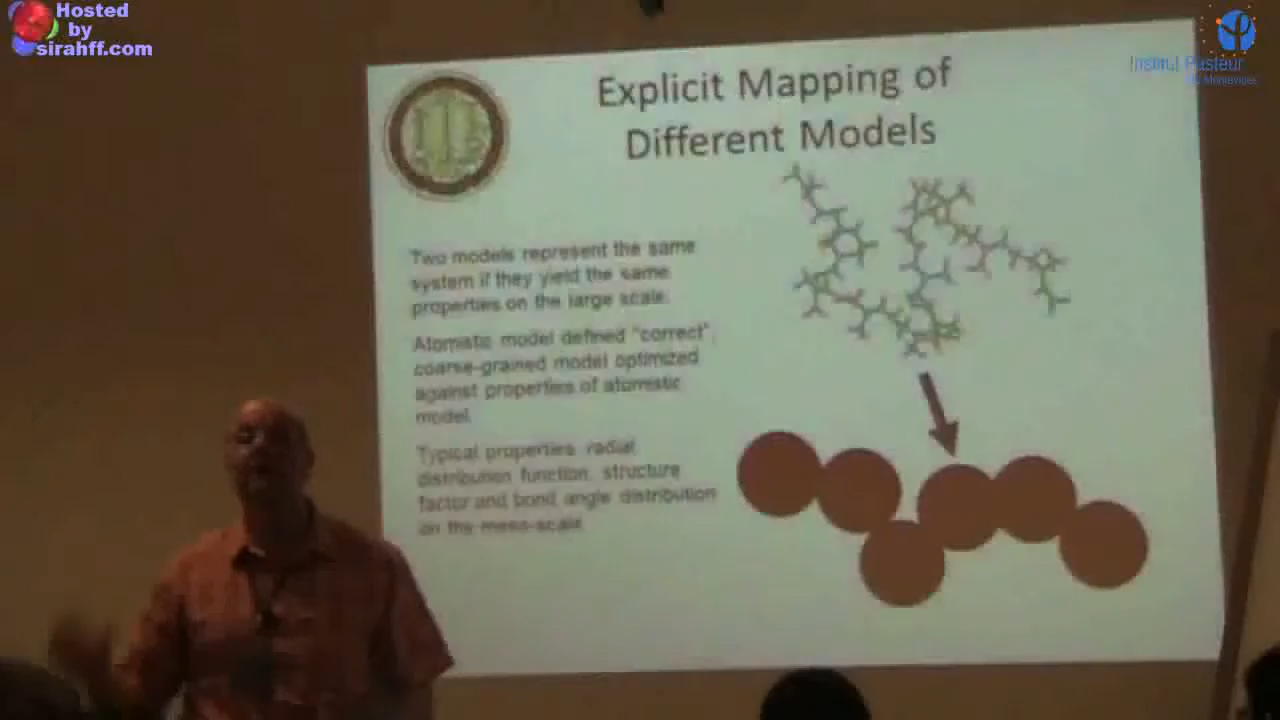 Hosted
by
sirahff.com
Institut Pasteur
de Montevideo
Explicit Mapping of
Different Models
Two models represent the same
system if they yield the same
properties on the large scale.
Atomistic model defined "correct",
coarse-grained model optimized
against properties of atomistic
model.
Typical properties: radial
distribution function, structure
factor and bond angle distribution
on the meso-scale